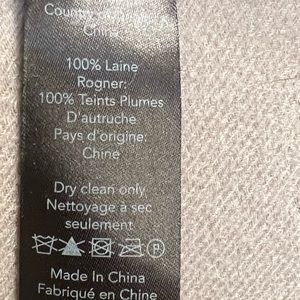 Country
China
100% Laine
Rogner:
100% Teints Plumes
D'autruche
Pays d'origine:
Chine
Dry clean only
Nettoyage à sec
seulement
P
Made In China
Fabriqué en Chine